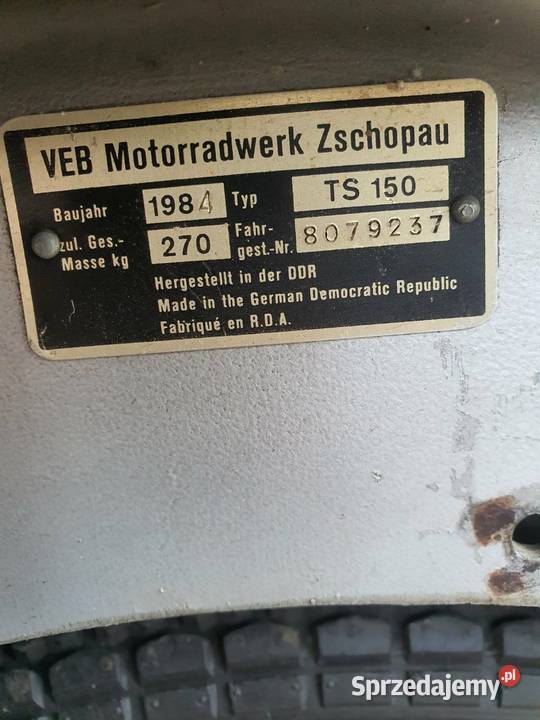 VEB Motorradwerk Zschopau
Baujahr 1984 Typ TS 150
zul. Ges.-
Masse kg 270 Fahr-
gest.-Nr. 8079237
Hergestellt in der DDR
Made in the German Democratic Republic
Fabriqué en R.D.A.
Sprzedajemy.pl